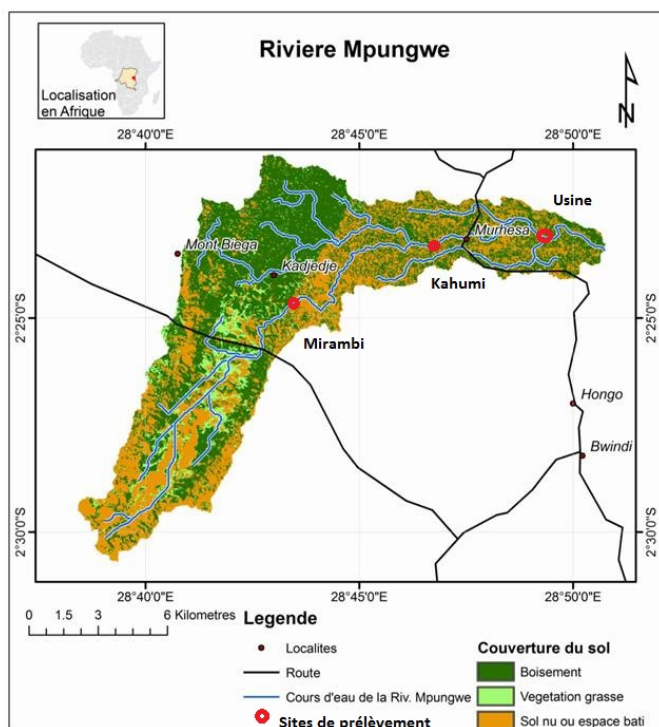 Riviere Mpungwe
Localisation
en Afrique
N
28°40'0"E
28°45'0"E
28°50'0"E
Usine
Mont Biega
Murhesa
Kadjedje
Kahumi
2°25'0"S
2°25'0"S
Mirambi
Hongo
Bwindi
2°30'0"S
2°30'0"S
28°40'0"E
28°45'0"E
28°50'0"E
0 1.5 3 6 Kilometres
Legende
Localites
Route
Cours d'eau de la Riv. Mpungwe
Sites de prélèvement
Couverture du sol
Boisement
Vegetation grasse
Sol nu ou espace bati